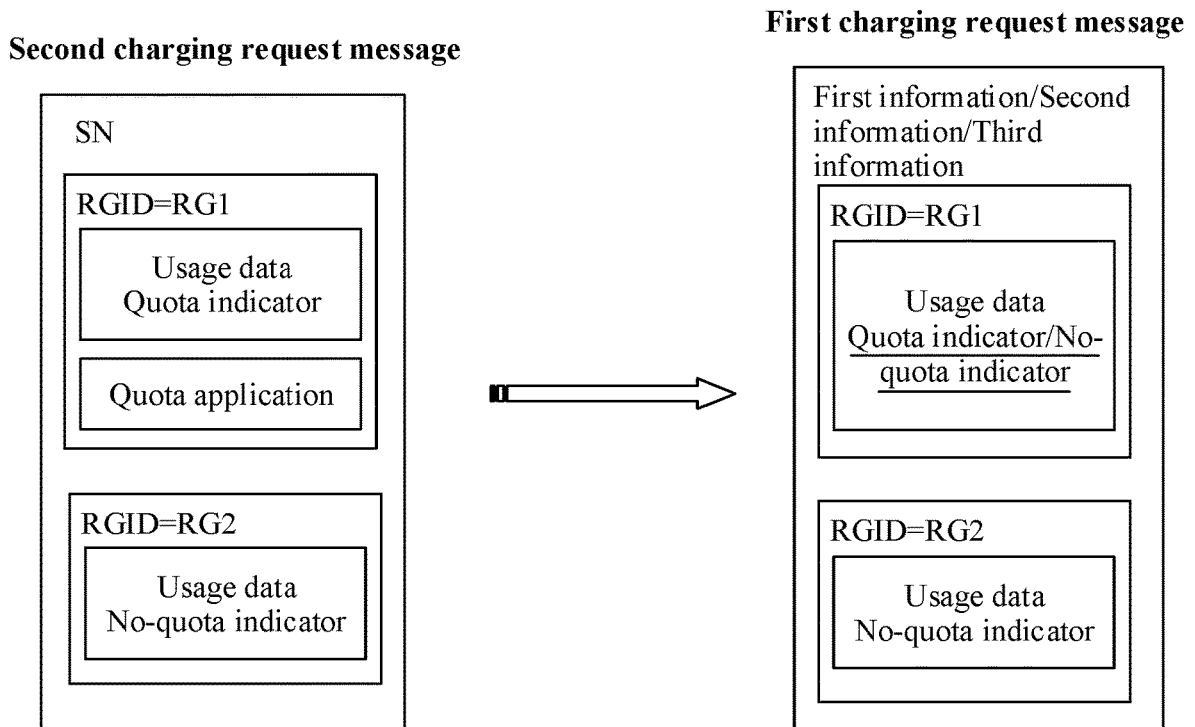 Second charging request message
SN
RGID=RG1
Usage data
Quota indicator
Quota application
RGID=RG2
Usage data
No-quota indicator
First charging request message
First information/Second
information/Third
information
RGID=RG1
Usage data
Quota indicator/No-
quota indicator
RGID=RG2
Usage data
No-quota indicator